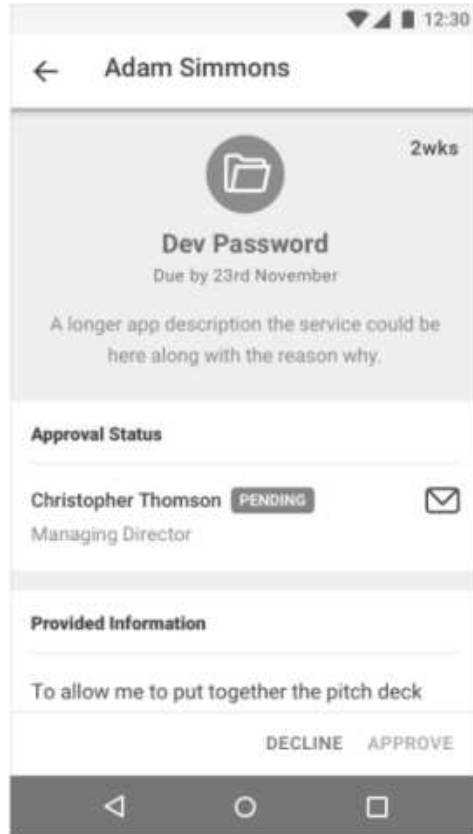 12:30
Adam Simmons
2wks
Dev Password
Due by 23rd November
A longer app description the service could be
here along with the reason why.
Approval Status
Christopher Thomson PENDING
Managing Director
Provided Information
To allow me to put together the pitch deck
DECLINE APPROVE